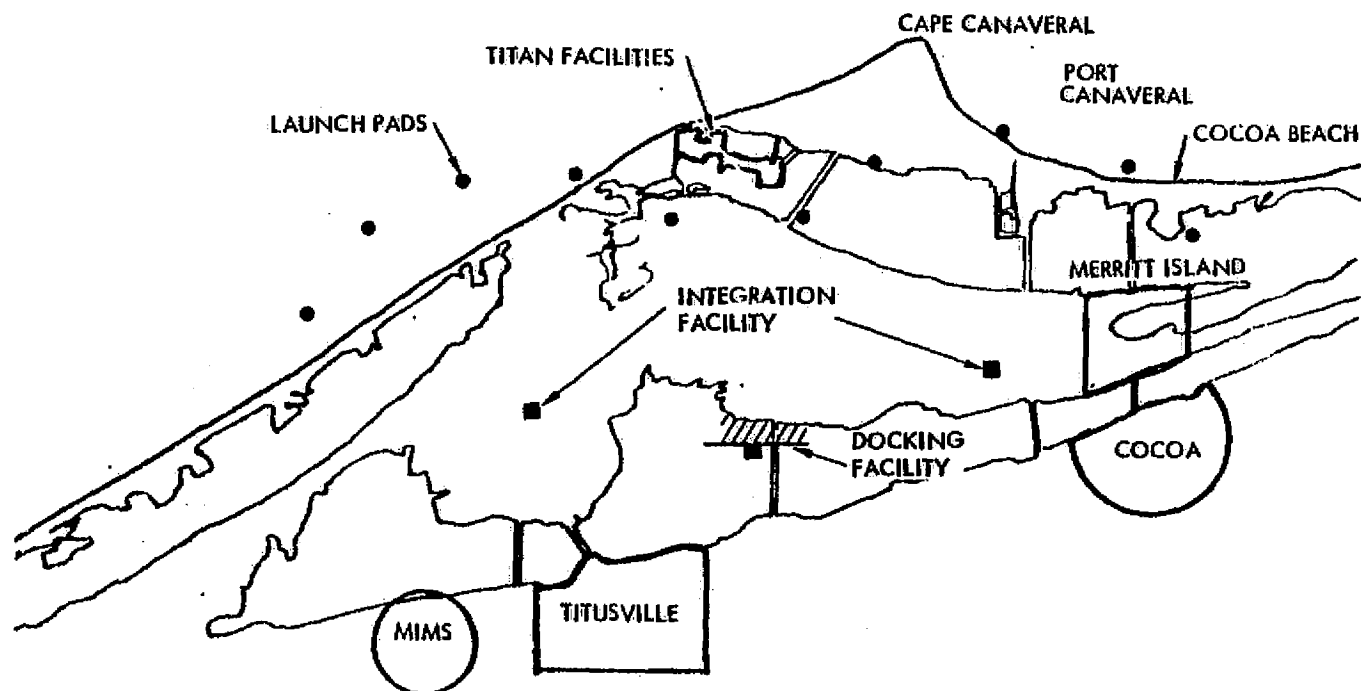 CAPE CANAVERAL
TITAN FACILITIES
PORT
CANAVERAL
LAUNCH PADS
COCOA BEACH
MERRITT ISLAND
INTEGRATION
FACILITY
DOCKING
FACILITY
COCOA
TITUSVILLE
MIMS